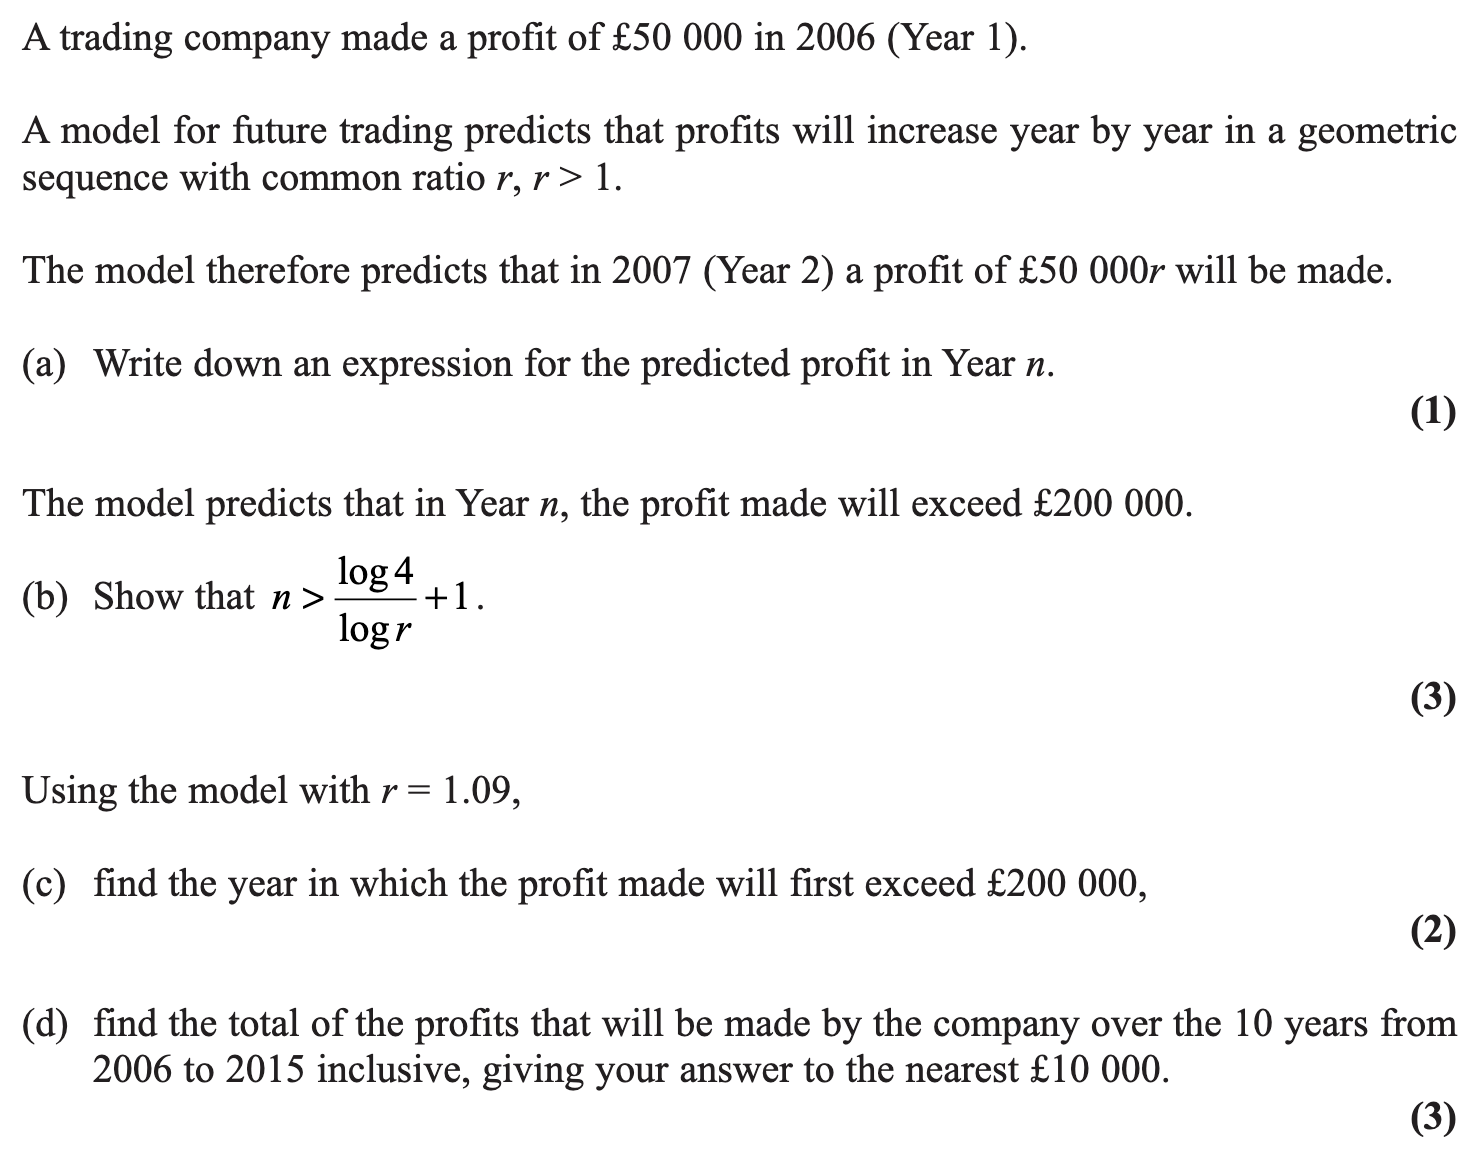 A trading company made a profit of £50 000 in 2006 (Year 1).
A model for future trading predicts that profits will increase year by year in a geometric
sequence with common ratio r, r > 1.
The model therefore predicts that in 2007 (Year 2) a profit of £50 000r will be made.
(a) Write down an expression for the predicted profit in Year n.
(1)
The model predicts that in Year n, the profit made will exceed £200 000.
(b) Show that n > log 4 / log r + 1.
(3)
Using the model with r = 1.09,
(c) find the year in which the profit made will first exceed £200 000,
(2)
(d) find the total of the profits that will be made by the company over the 10 years from
2006 to 2015 inclusive, giving your answer to the nearest £10 000.
(3)